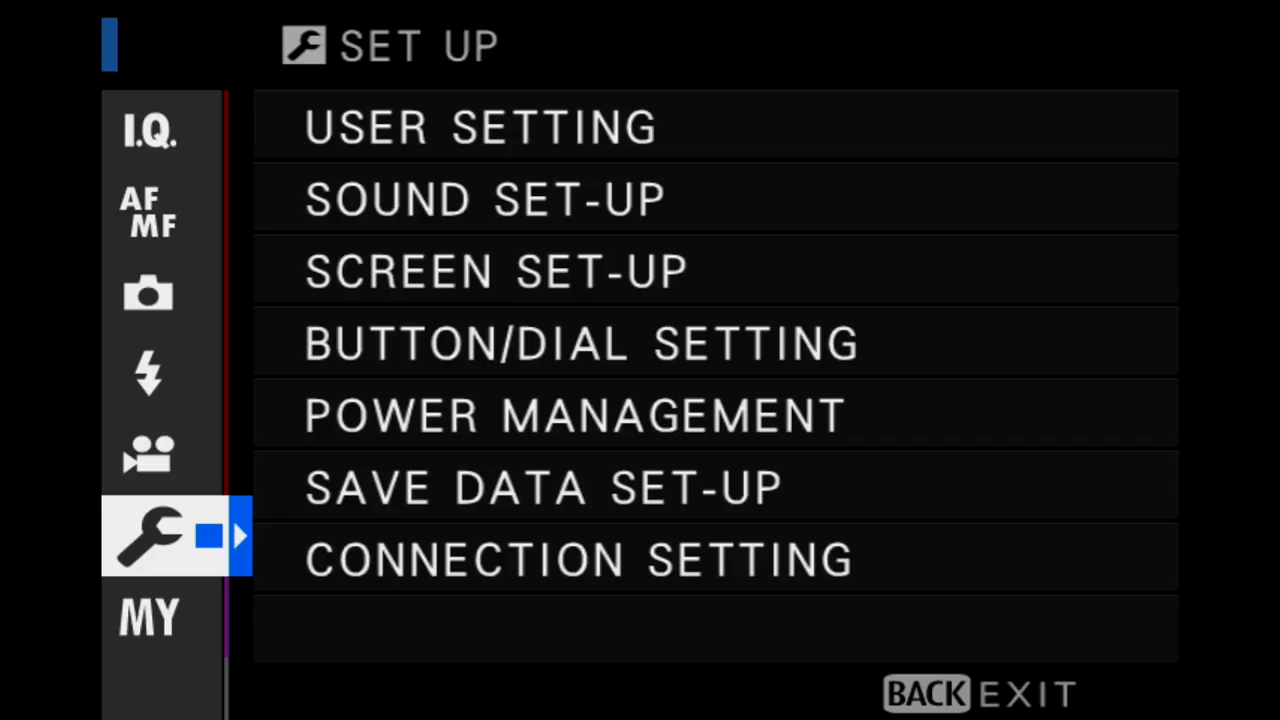 SET UP
I.Q.
AF
MF
MY
USER SETTING
SOUND SET-UP
SCREEN SET-UP
BUTTON/DIAL SETTING
POWER MANAGEMENT
SAVE DATA SET-UP
CONNECTION SETTING
BACK EXIT